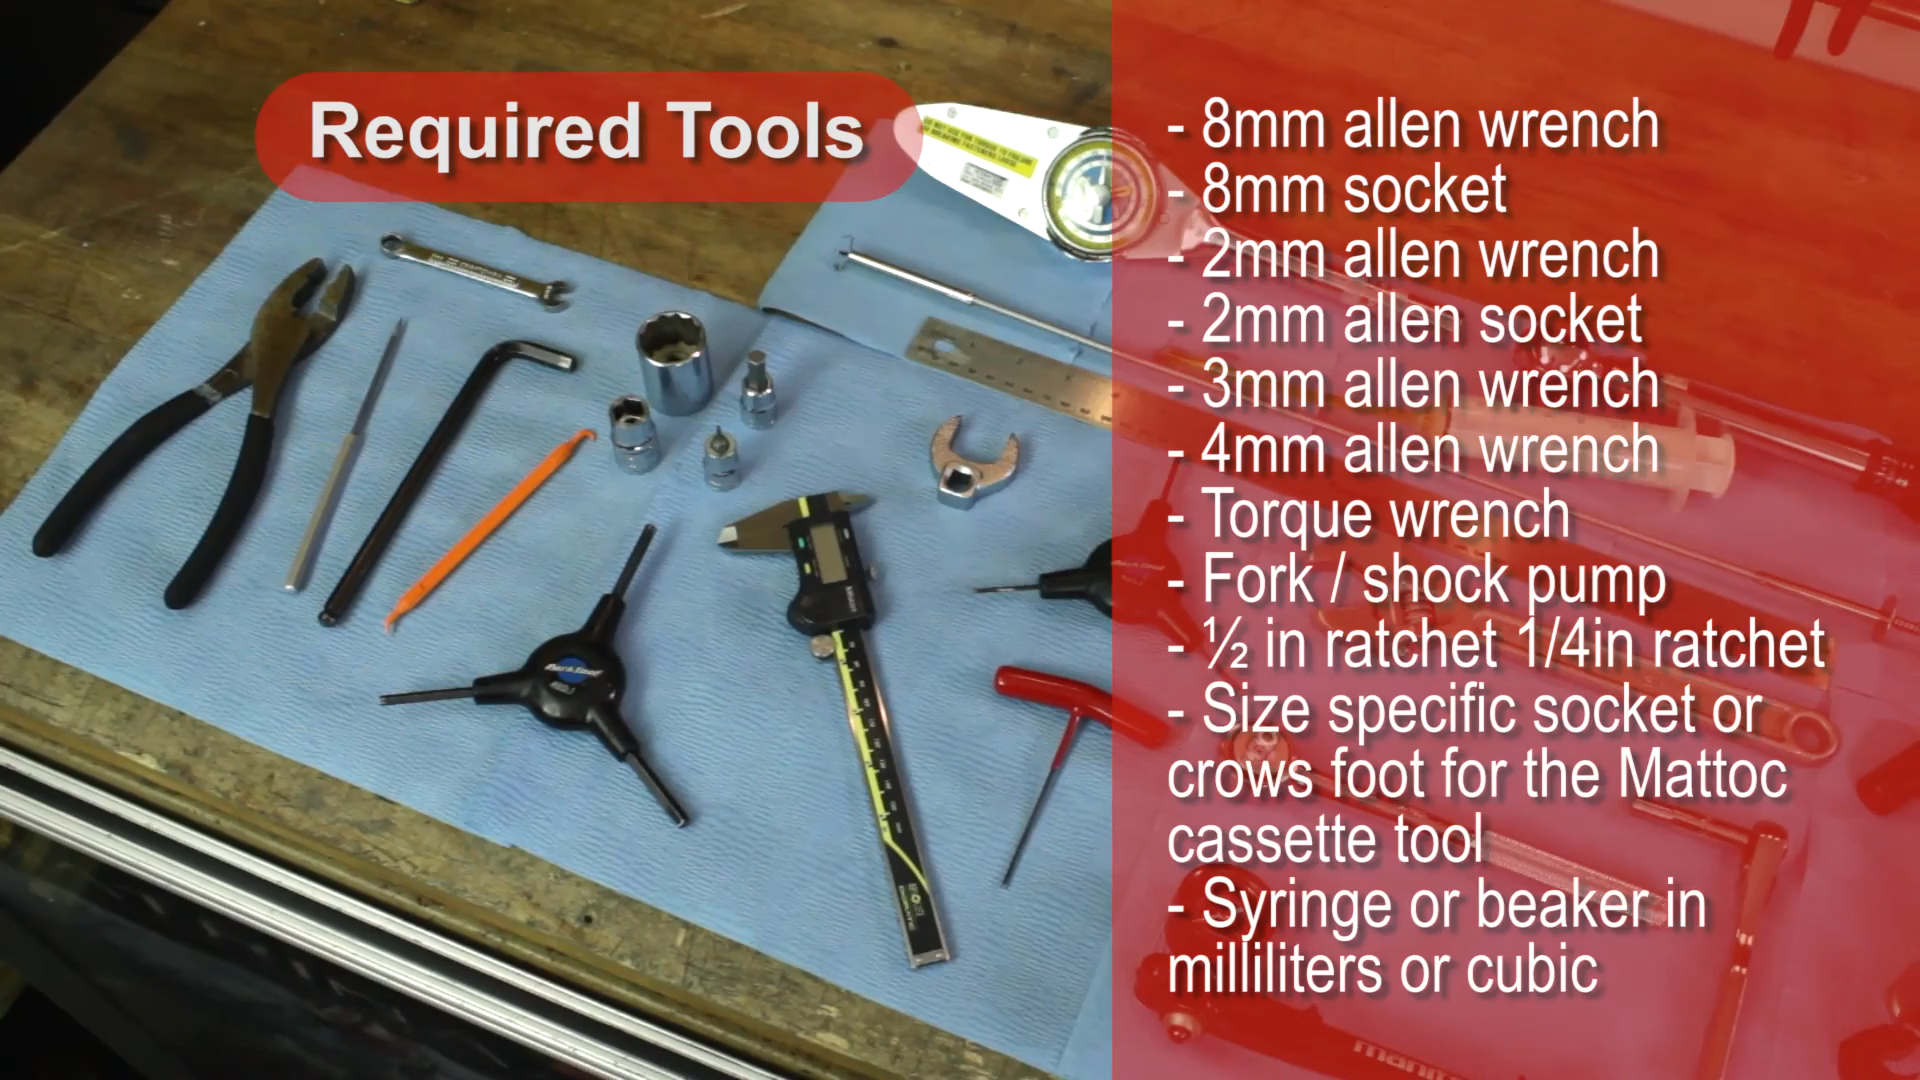 Required Tools
- 8mm allen wrench
- 8mm socket
- 2mm allen wrench
- 2mm allen socket
- 3mm allen wrench
- 4mm allen wrench
- Torque wrench
- Fork / shock pump
- ½ in ratchet 1/4in ratchet
- Size specific socket or
crows foot for the Mattoc
cassette tool
- Syringe or beaker in
milliliters or cubic
ParkTool